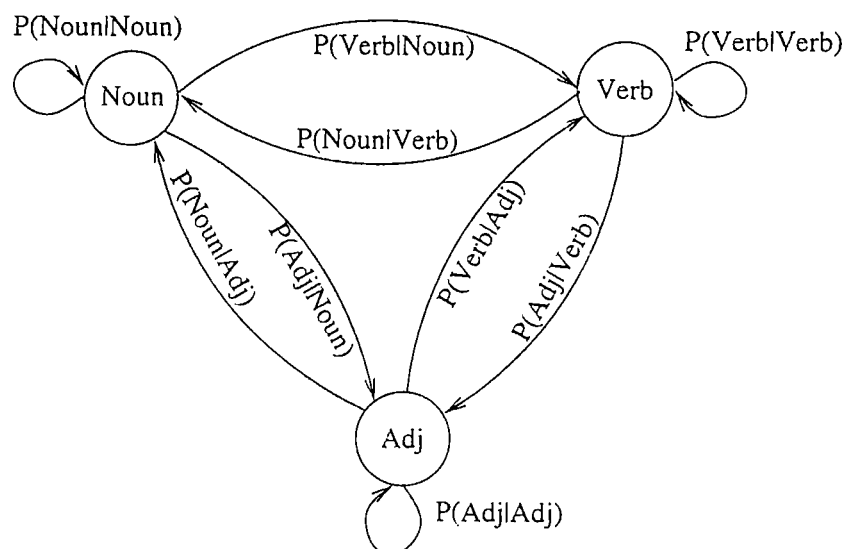 P(Noun|Noun)
P(Verb|Noun)
P(Verb|Verb)
Noun
Verb
P(Noun|Verb)
P(Noun|Adj)
P(Adj|Noun)
P(Verb|Adj)
P(Adj|Verb)
Adj
P(Adj|Adj)